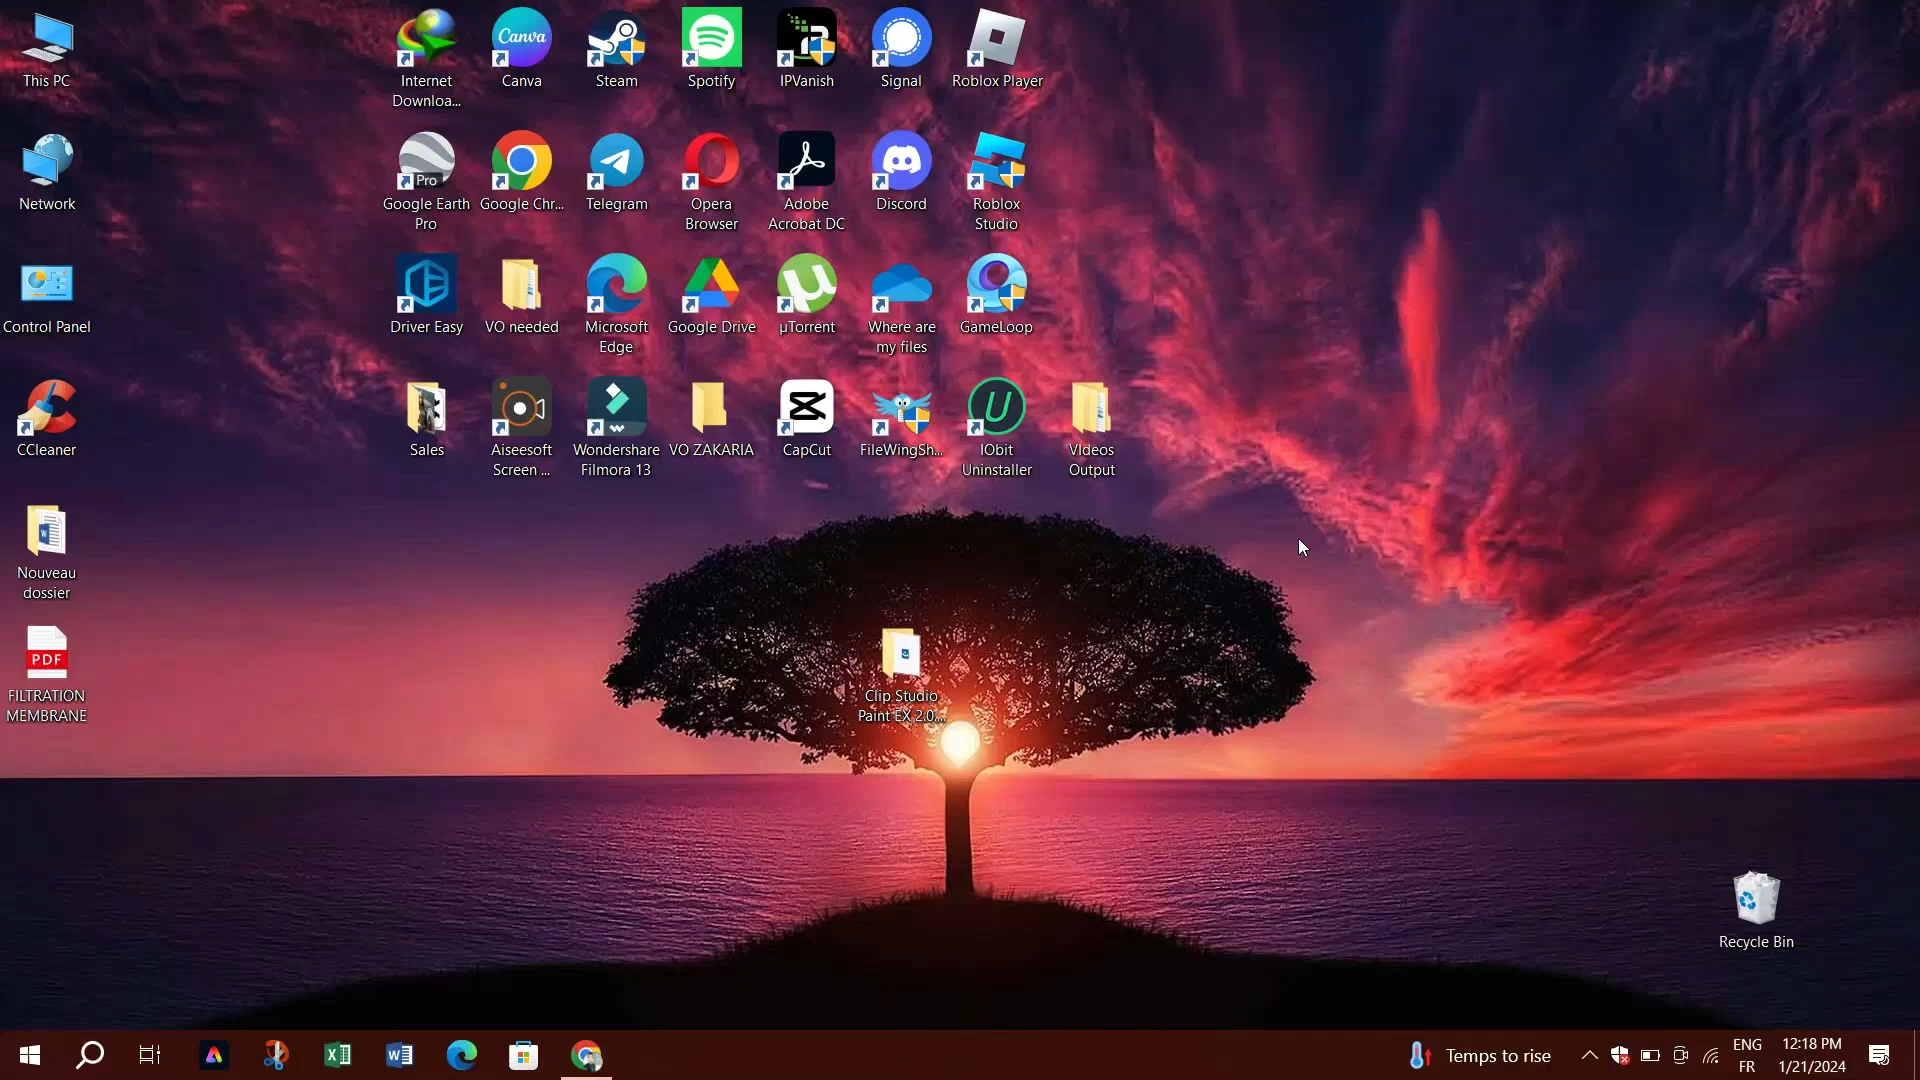 This PC
Internet
Downloa...
Canva
Steam
Spotify
IPVanish
Signal
Roblox Player
Network
Pro
Google Earth
Pro
Google Chr...
Telegram
Opera
Browser
Adobe
Acrobat DC
Discord
Roblox
Studio
Control Panel
Driver Easy
VO needed
Microsoft
Edge
Google Drive
µTorrent
Where are
my files
GameLoop
CCleaner
Sales
Aiseesoft
Screen ...
Wondershare
Filmora 13
VO ZAKARIA
CapCut
FileWingSh...
IObit
Uninstaller
VIdeos
Output
Nouveau
dossier
PDF
FILTRATION
MEMBRANE
Clip Studio
Paint EX 2.0....
Recycle Bin
Temps to rise
ENG
FR
12:18 PM
1/21/2024